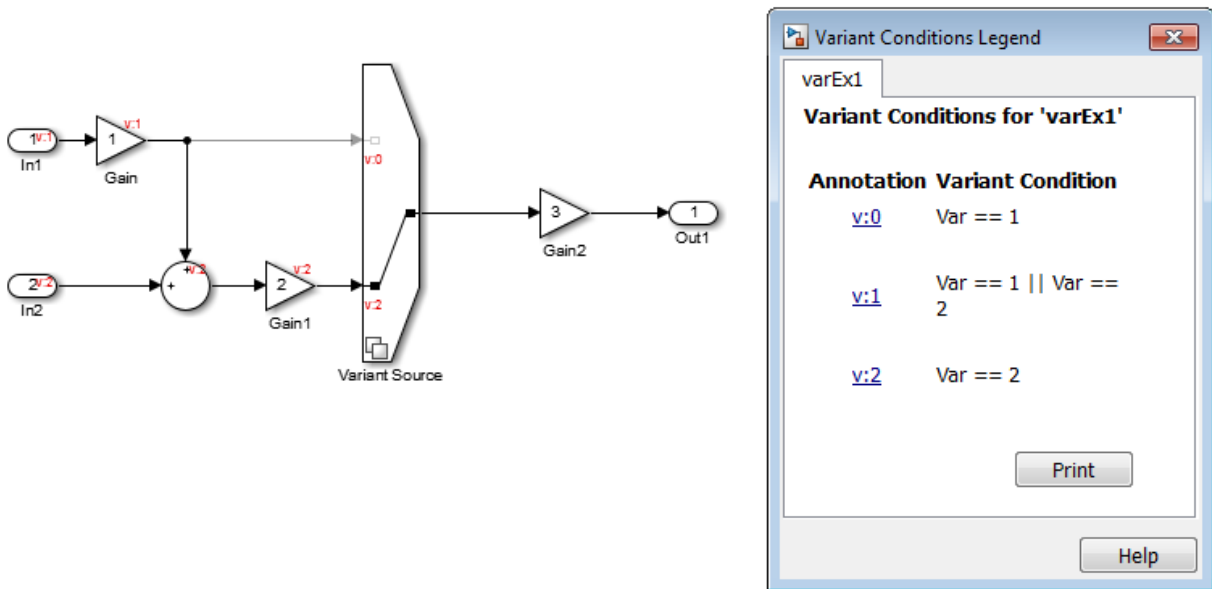 v:1
1 v:1
1
In1
Gain
v:0
3
1
Gain2
Out1
+
v:2
v:2
2 v:2
+
2
In2
v:2
Gain1
Variant Source
Variant Conditions Legend
varEx1
Variant Conditions for 'varEx1'
Annotation Variant Condition
v:0 Var == 1
v:1 Var == 1 || Var ==
2
v:2 Var == 2
Print
Help